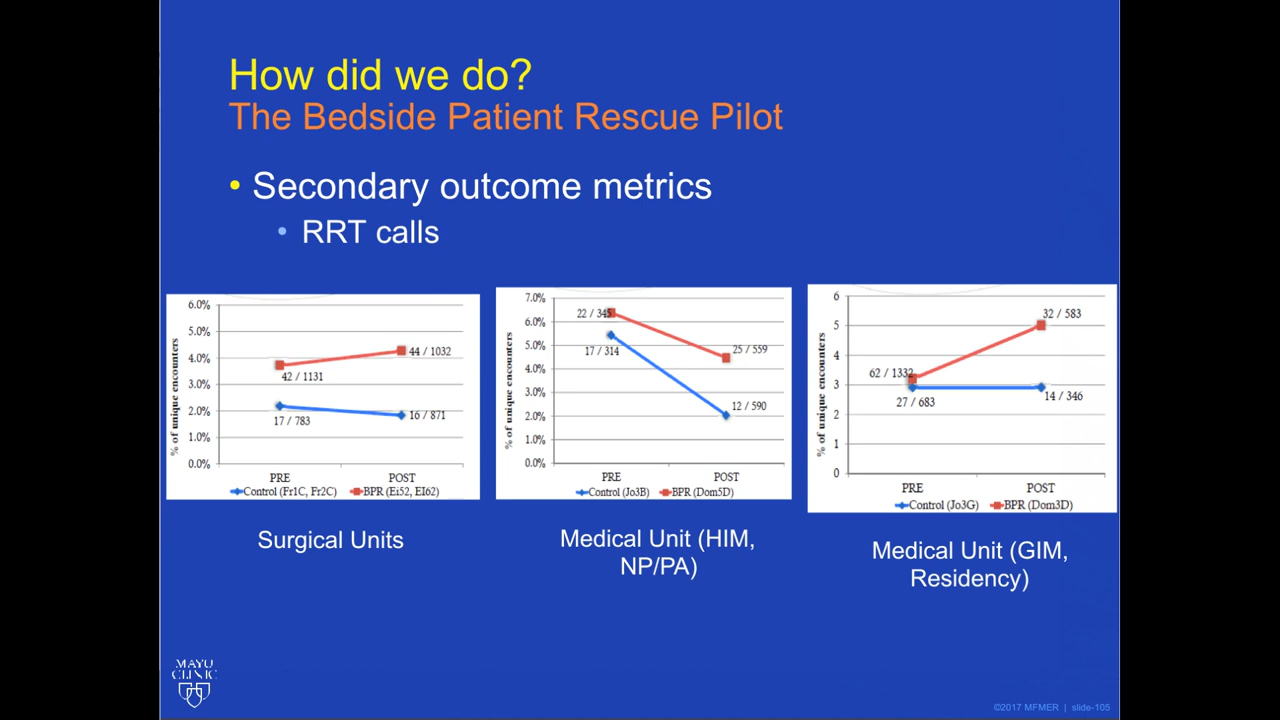 How did we do?
The Bedside Patient Rescue Pilot
• Secondary outcome metrics
• RRT calls
6.0%
5.0%
4.0%
3.0%
2.0%
1.0%
0.0%
% of unique encounters
42 / 1131
44 / 1032
17 / 783
16 / 871
PRE
POST
Control (Fr1C, Fr2C)
BPR (Ei52, EI62)
Surgical Units
7.0%
6.0%
5.0%
4.0%
3.0%
2.0%
1.0%
0.0%
% of unique encounters
22 / 345
17 / 314
25 / 559
12 / 590
PRE
POST
Control (Jo3B)
BPR (Dom5D)
Medical Unit (HIM,
NP/PA)
6
5
4
3
2
1
0
% of unique encounters
62 / 1332
27 / 683
32 / 583
14 / 346
PRE
POST
Control (Jo3G)
BPR (Dom3D)
Medical Unit (GIM,
Residency)
MAYO
CLINIC
©2017 MFMER | slide-105